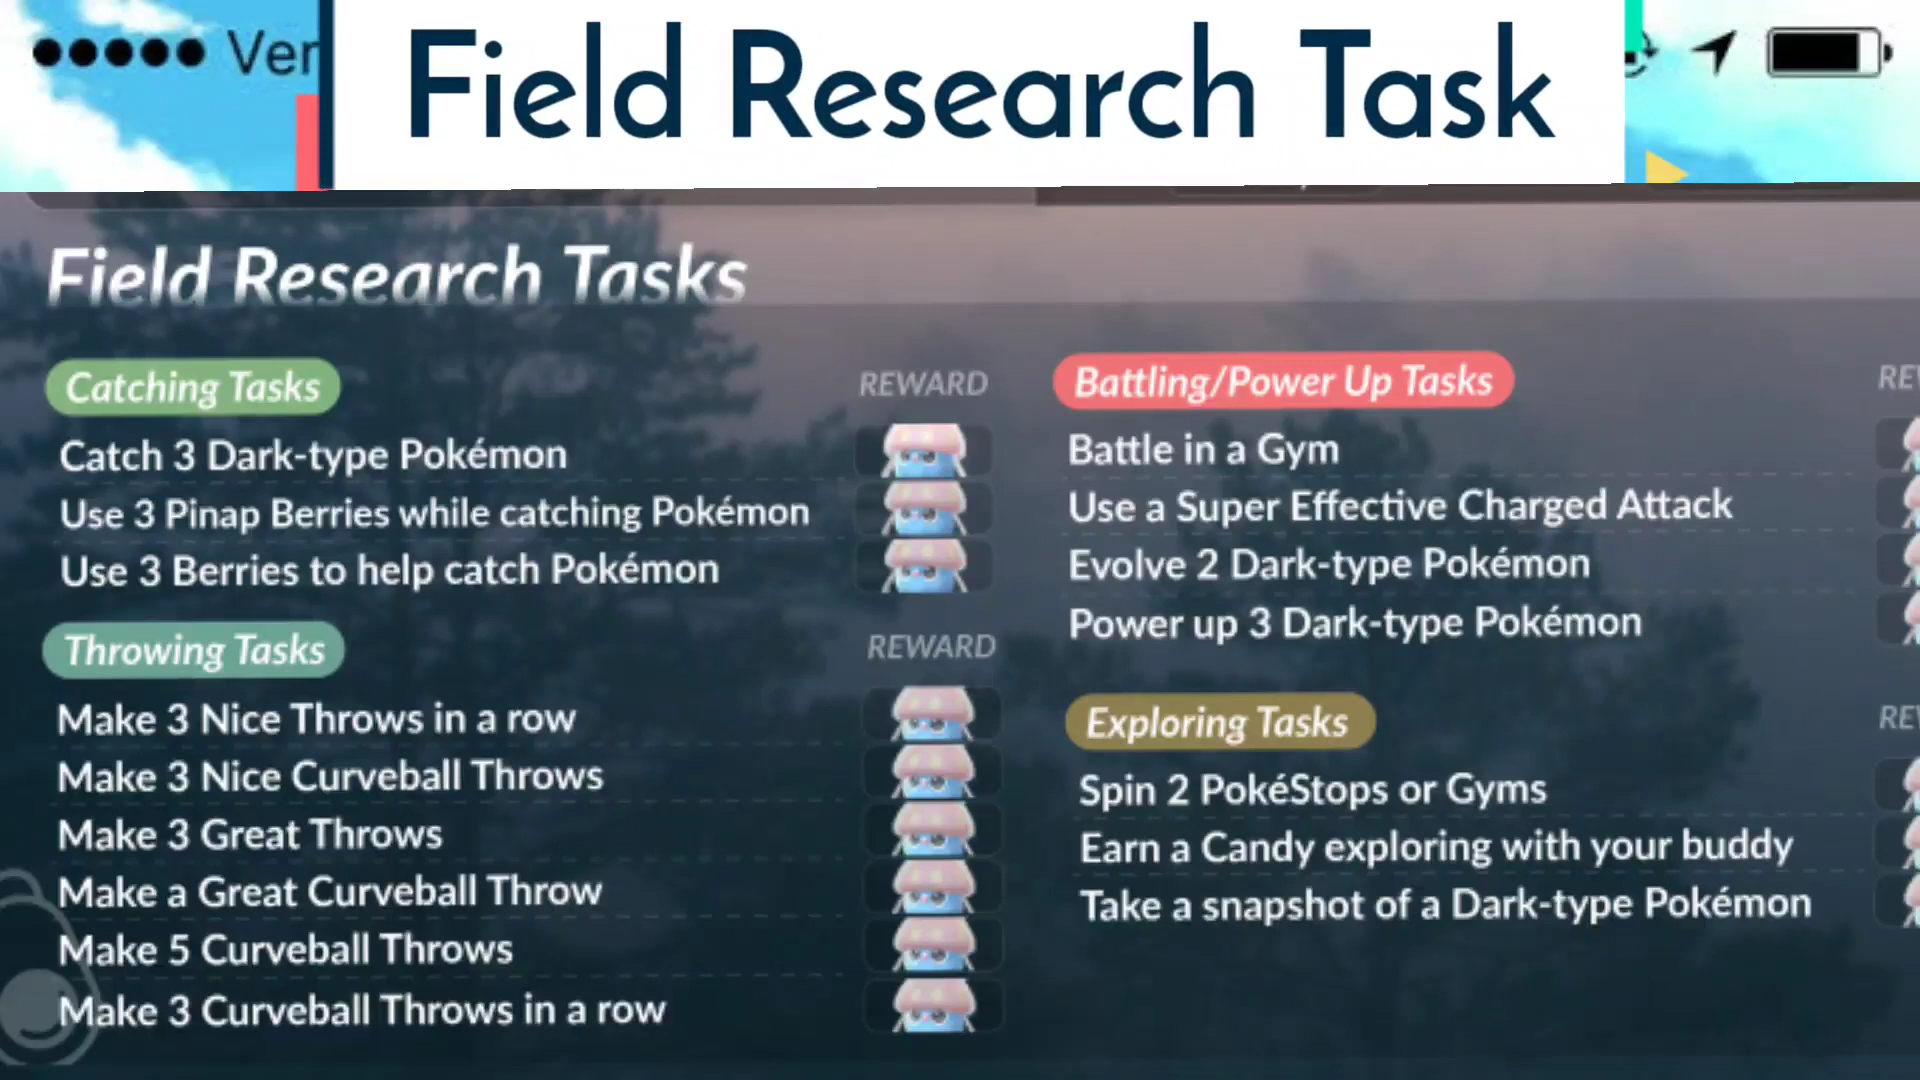 Ver
Field Research Task
Field Research Tasks
Catching Tasks
REWARD
Catch 3 Dark-type Pokémon
Use 3 Pinap Berries while catching Pokémon
Use 3 Berries to help catch Pokémon
Throwing Tasks
REWARD
Make 3 Nice Throws in a row
Make 3 Nice Curveball Throws
Make 3 Great Throws
Make a Great Curveball Throw
Make 5 Curveball Throws
Make 3 Curveball Throws in a row
Battling/Power Up Tasks
RE
Battle in a Gym
Use a Super Effective Charged Attack
Evolve 2 Dark-type Pokémon
Power up 3 Dark-type Pokémon
Exploring Tasks
RE
Spin 2 PokéStops or Gyms
Earn a Candy exploring with your buddy
Take a snapshot of a Dark-type Pokémon